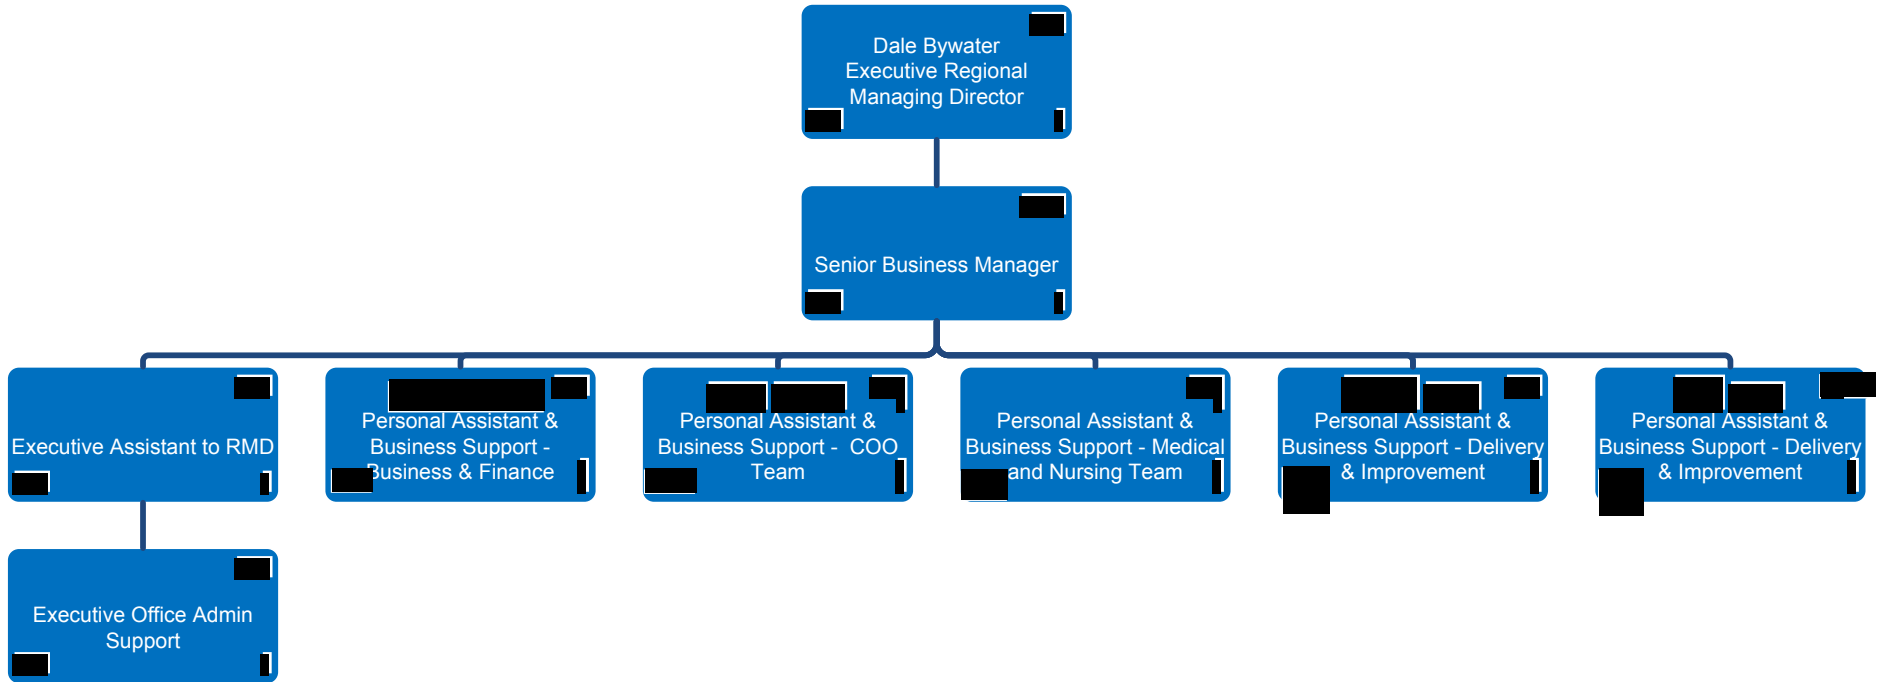 Dale Bywater
Executive Regional
Managing Director
Senior Business Manager
Executive Assistant to RMD
Personal Assistant &
Business Support -
Business & Finance
Personal Assistant &
Business Support - COO
Team
Personal Assistant &
Business Support - Medical
and Nursing Team
Personal Assistant &
Business Support - Delivery
& Improvement
Personal Assistant &
Business Support - Delivery
& Improvement
Executive Office Admin
Support